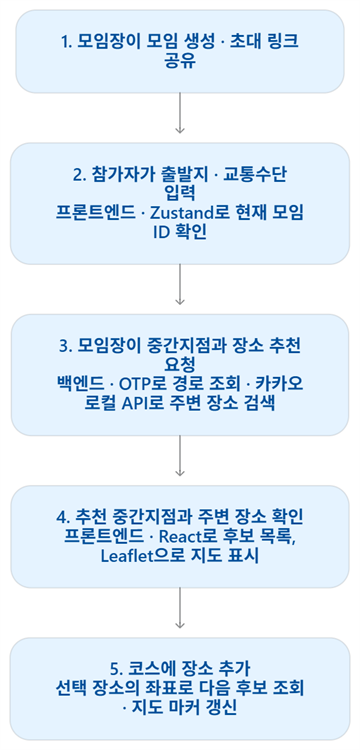 1. 모임장이 모임 생성 · 초대 링크
공유
2. 참가자가 출발지 · 교통수단
입력
프론트엔드 · Zustand로 현재 모임
ID 확인
3. 모임장이 중간지점과 장소 추천
요청
백엔드 · OTP로 경로 조회 · 카카오
로컬 API로 주변 장소 검색
4. 추천 중간지점과 주변 장소 확인
프론트엔드 · React로 후보 목록,
Leaflet으로 지도 표시
5. 코스에 장소 추가
선택 장소의 좌표로 다음 후보 조회
· 지도 마커 갱신